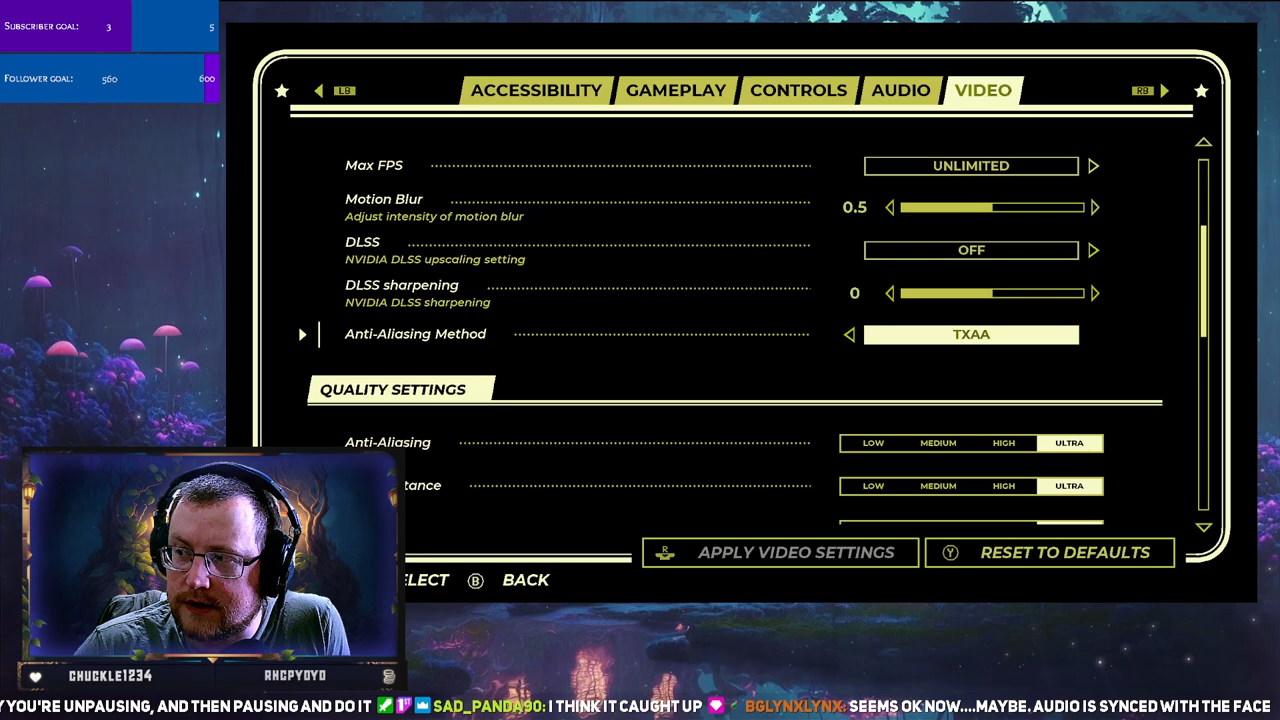 SUBSCRIBER GOAL: 3 5
FOLLOWER GOAL: 560 600
LB ACCESSIBILITY GAMEPLAY CONTROLS AUDIO VIDEO RB
Max FPS UNLIMITED
Motion Blur 0.5
Adjust intensity of motion blur
DLSS OFF
NVIDIA DLSS upscaling setting
DLSS sharpening 0
NVIDIA DLSS sharpening
Anti-Aliasing Method TXAA
QUALITY SETTINGS
Anti-Aliasing LOW MEDIUM HIGH ULTRA
tance LOW MEDIUM HIGH ULTRA
R APPLY VIDEO SETTINGS Y RESET TO DEFAULTS
ELECT B BACK
CHUCKLE1234 RHCPYOYO
Y YOU'RE UNPAUSING, AND THEN PAUSING AND DO IT 1ST SAD_PANDA90: I THINK IT CAUGHT UP BGLYNXLYNX: SEEMS OK NOW....MAYBE. AUDIO IS SYNCED WITH THE FACE